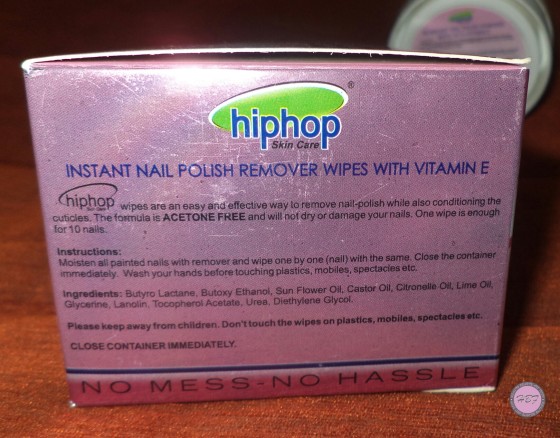 hiphop®
Skin Care
INSTANT NAIL POLISH REMOVER WIPES WITH VITAMIN E
hiphop wipes are an easy and effective way to remove nail-polish while also conditioning the
cuticles. The formula is ACETONE FREE and will not dry or damage your nails. One wipe is enough
for 10 nails.
Instructions:
Moisten all painted nails with remover and wipe one by one (nail) with the same. Close the container
immediately. Wash your hands before touching plastics, mobiles, spectacles etc.
Ingredients: Butyro Lactane, Butoxy Ethanol, Sun Flower Oil, Castor Oil, Citronelle Oil, Lime Oil,
Glycerine, Lanolin, Tocopherol Acetate, Urea, Diethylene Glycol.
Please keep away from children. Don't touch the wipes on plastics, mobiles, spectacles etc.
CLOSE CONTAINER IMMEDIATELY.
NO MESS-NO HASSLE
HBF